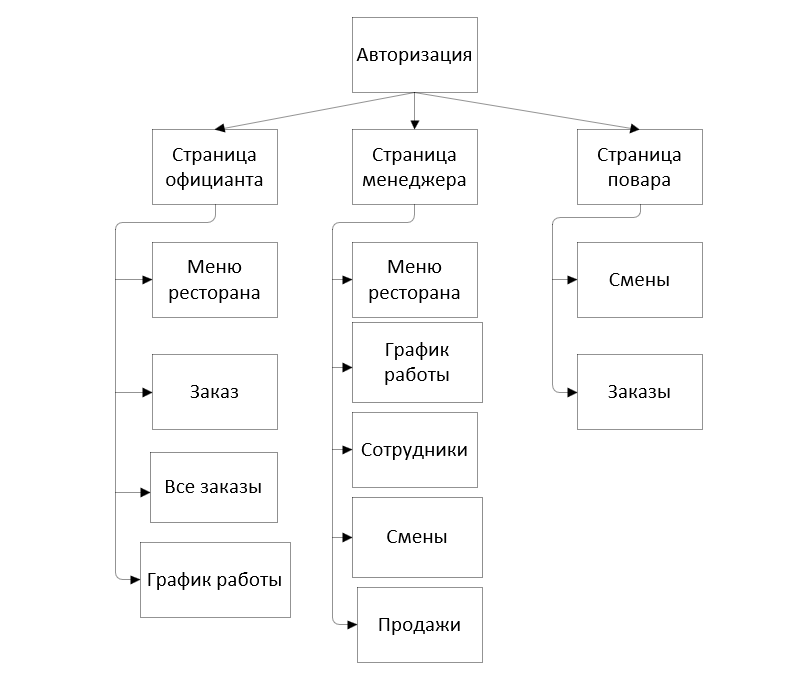 Авторизация
Страница
официанта
Страница
менеджера
Страница
повара
Меню
ресторана
Меню
ресторана
Смены
График
работы
Заказ
Заказы
Сотрудники
Все заказы
Смены
График работы
Продажи